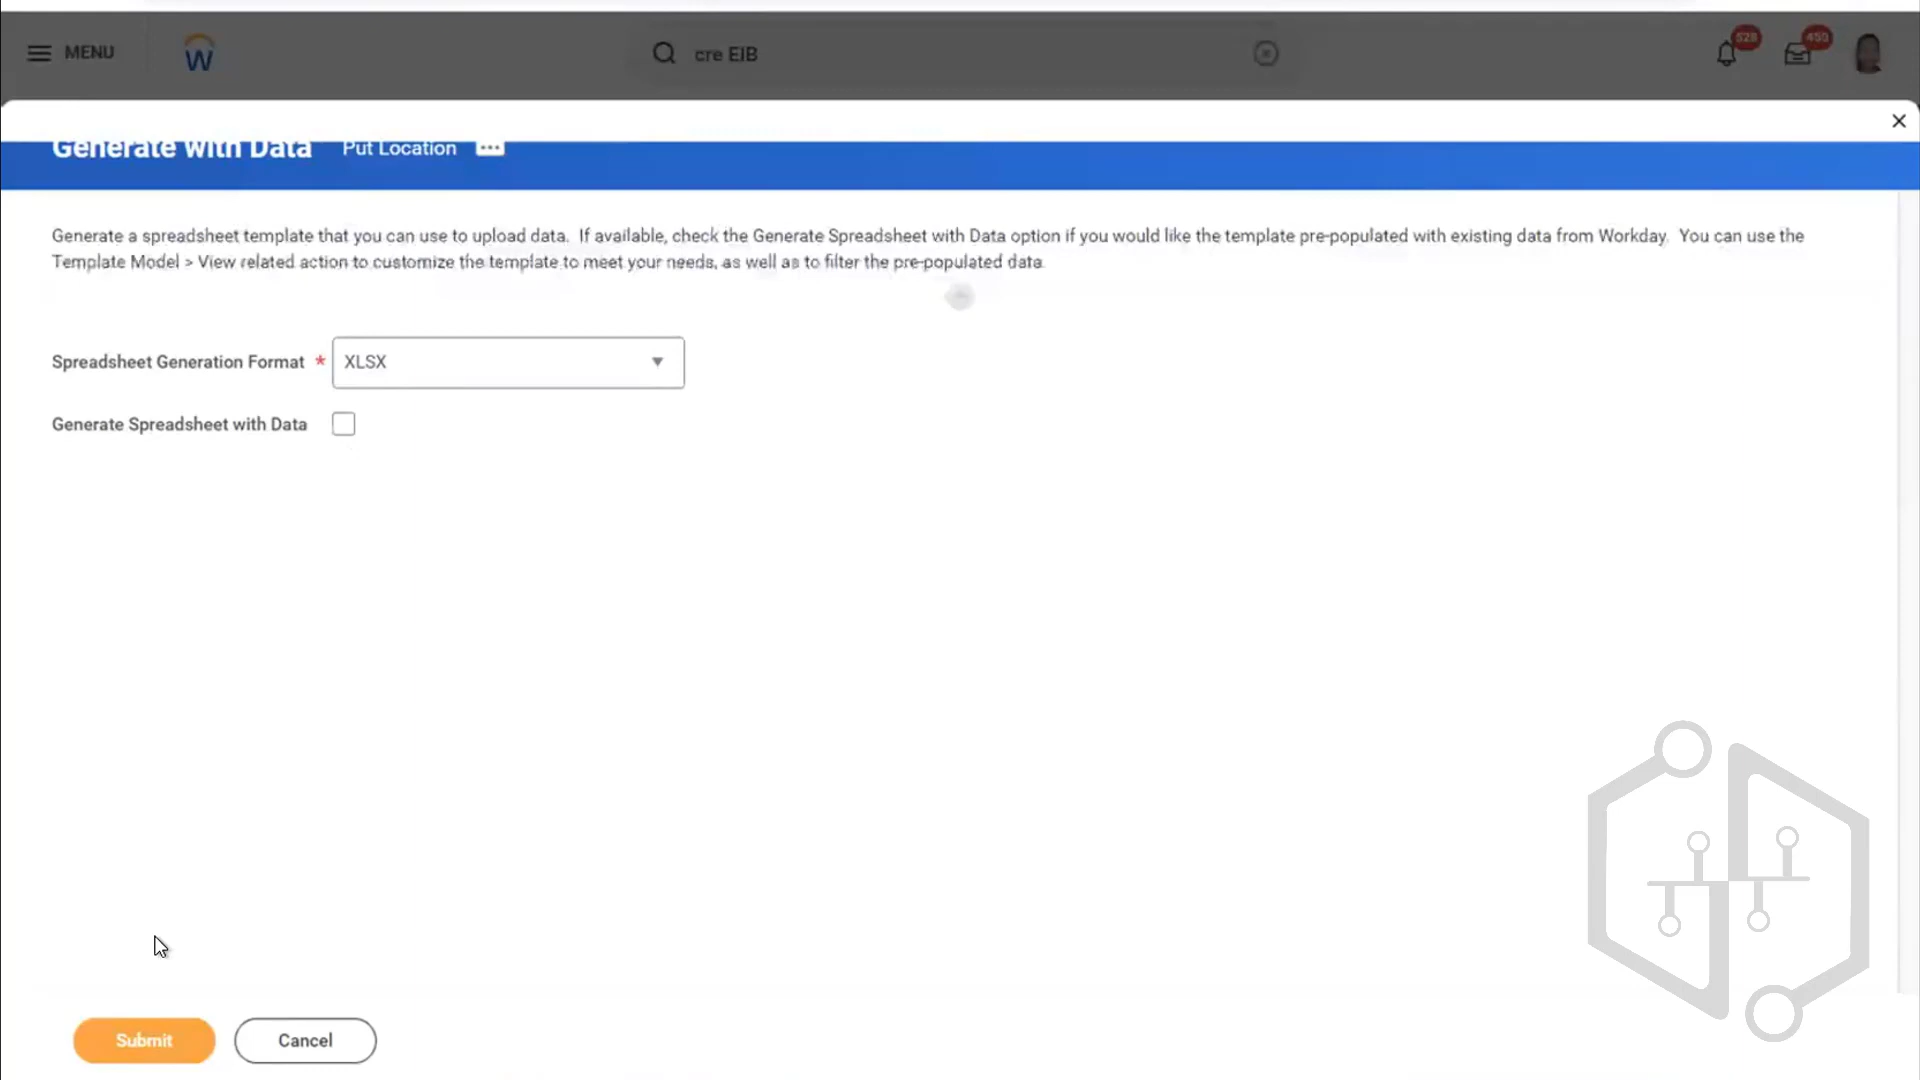 MENU
cre EIB
528
455
Generate with Data Put Location
Generate a spreadsheet template that you can use to upload data. If available, check the Generate Spreadsheet with Data option if you would like the template pre-populated with existing data from Workday. You can use the
Template Model > View related action to customize the template to meet your needs, as well as to filter the pre-populated data.
Spreadsheet Generation Format * XLSX
Generate Spreadsheet with Data
Submit Cancel